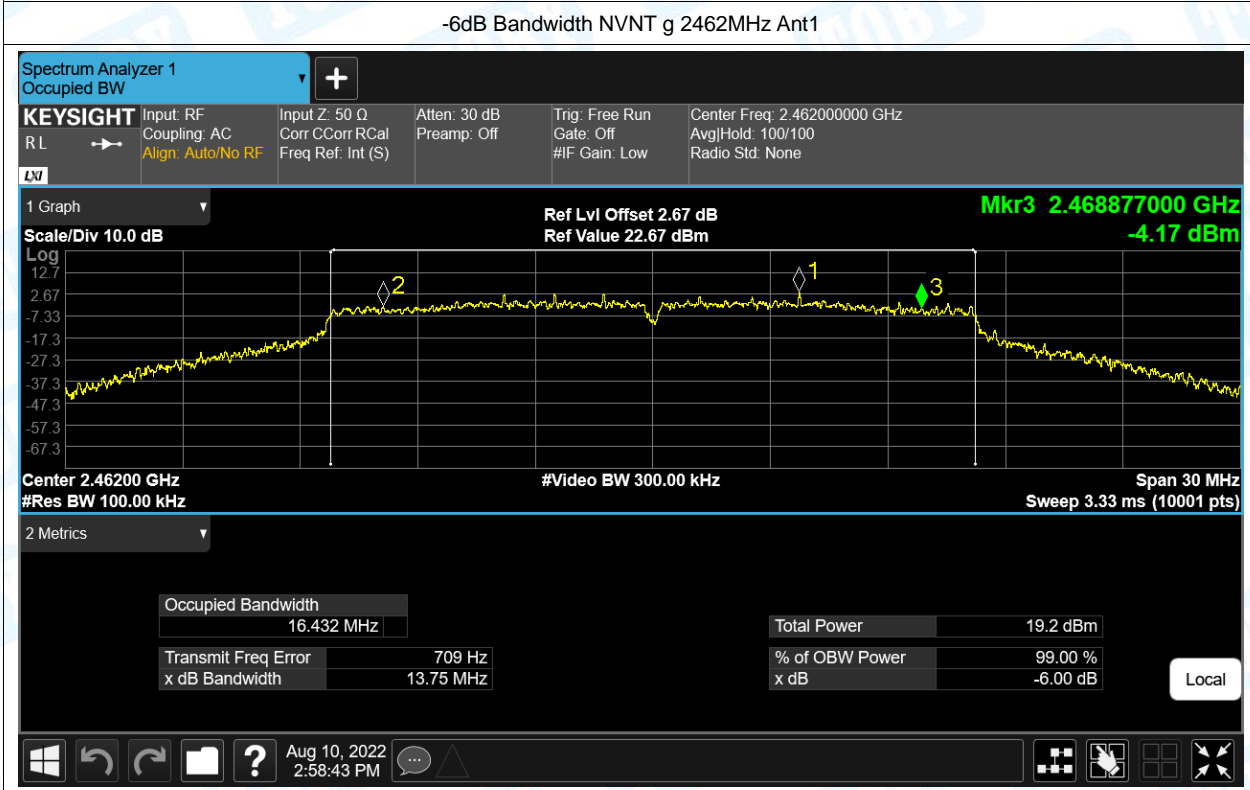 -6dB Bandwidth NVNT g 2462MHz Ant1
Spectrum Analyzer 1
Occupied BW
KEYSIGHT
R L
LXI
Input: RF
Coupling: AC
Align: Auto/No RF
Input Z: 50 Ω
Corr CCorr RCal
Freq Ref: Int (S)
Atten: 30 dB
Preamp: Off
Trig: Free Run
Gate: Off
#IF Gain: Low
Center Freq: 2.462000000 GHz
Avg|Hold: 100/100
Radio Std: None
1 Graph
Scale/Div 10.0 dB
Ref Lvl Offset 2.67 dB
Ref Value 22.67 dBm
Mkr3 2.468877000 GHz
-4.17 dBm
Log
12.7
2.67
-7.33
-17.3
-27.3
-37.3
-47.3
-57.3
-67.3
2
1
3
Center 2.46200 GHz
#Video BW 300.00 kHz
Span 30 MHz
#Res BW 100.00 kHz
Sweep 3.33 ms (10001 pts)
2 Metrics
Occupied Bandwidth
16.432 MHz
Total Power 19.2 dBm
Transmit Freq Error 709 Hz
% of OBW Power 99.00 %
x dB Bandwidth 13.75 MHz
x dB -6.00 dB
Local
?
Aug 10, 2022
2:58:43 PM